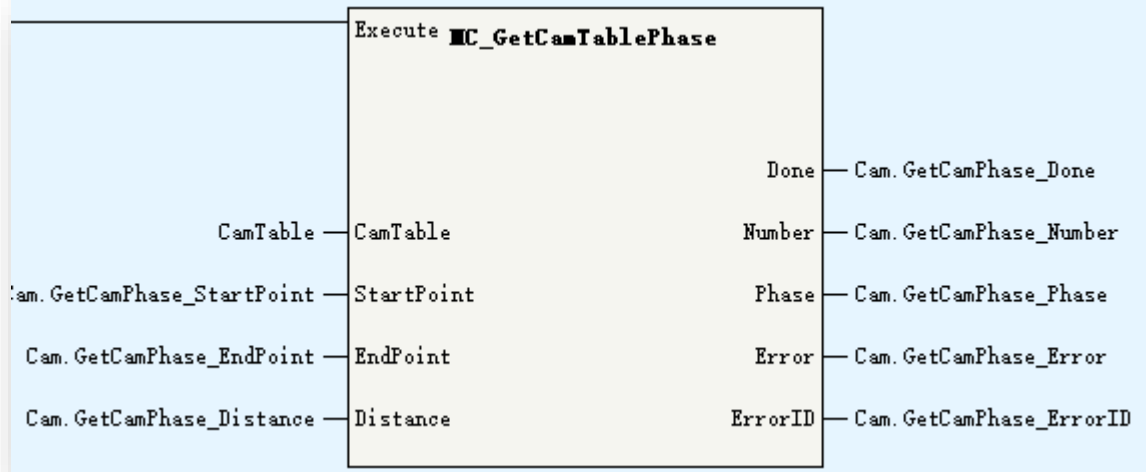 Execute MC_GetCamTablePhase
Done Cam.GetCamPhase_Done
CamTable CamTable Number Cam.GetCamPhase_Number
am.GetCamPhase_StartPoint StartPoint Phase Cam.GetCamPhase_Phase
Cam.GetCamPhase_EndPoint EndPoint Error Cam.GetCamPhase_Error
Cam.GetCamPhase_Distance Distance ErrorID Cam.GetCamPhase_ErrorID